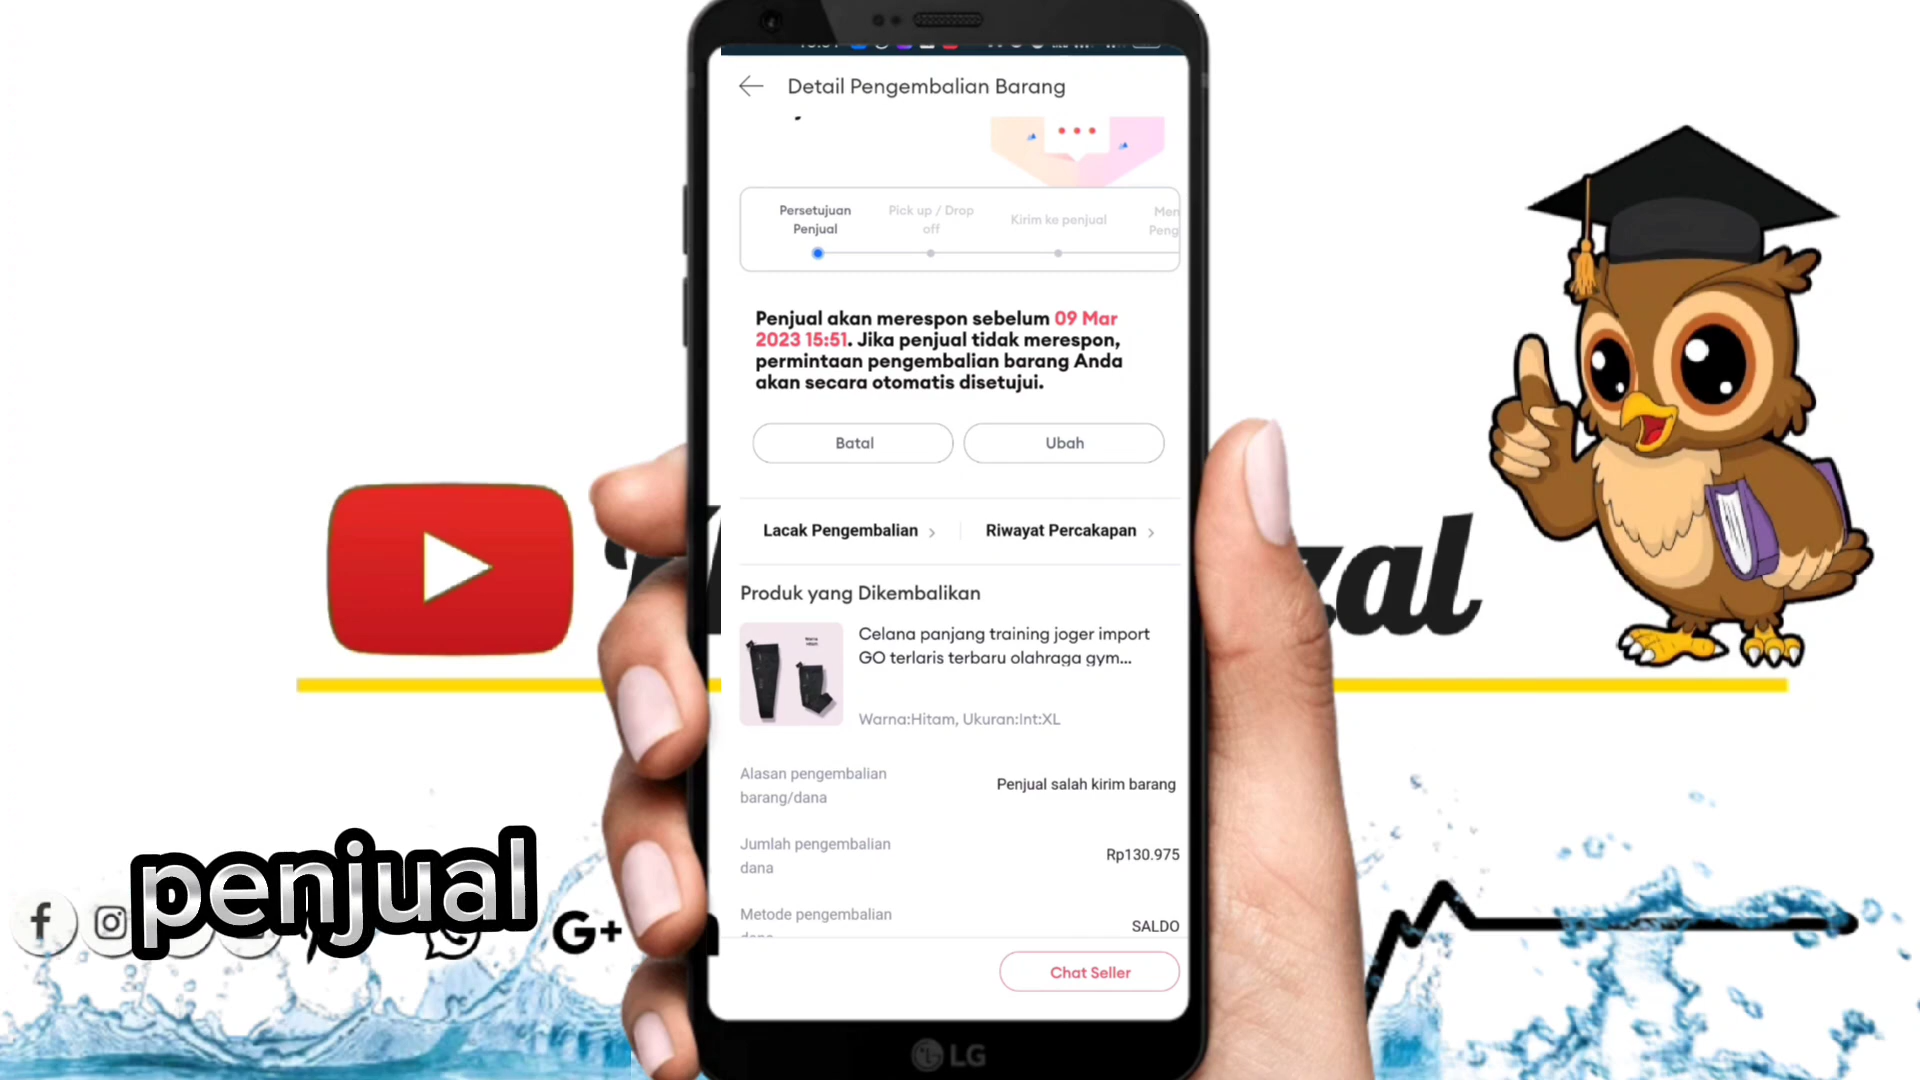 Detail Pengembalian Barang
Persetujuan
Penjual
Pick up / Drop
off
Kirim ke penjual
Men
Peng
Penjual akan merespon sebelum 09 Mar
2023 15:51. Jika penjual tidak merespon,
permintaan pengembalian barang Anda
akan secara otomatis disetujui.
Batal
Ubah
Lacak Pengembalian
Riwayat Percakapan
Produk yang Dikembalikan
Celana panjang training joger import
GO terlaris terbaru olahraga gym...
Warna:Hitam, Ukuran:Int:XL
Alasan pengembalian
barang/dana
Penjual salah kirim barang
Jumlah pengembalian
dana
Rp130.975
Metode pengembalian
SALDO
Chat Seller
LG
zal
penjual
f
G+